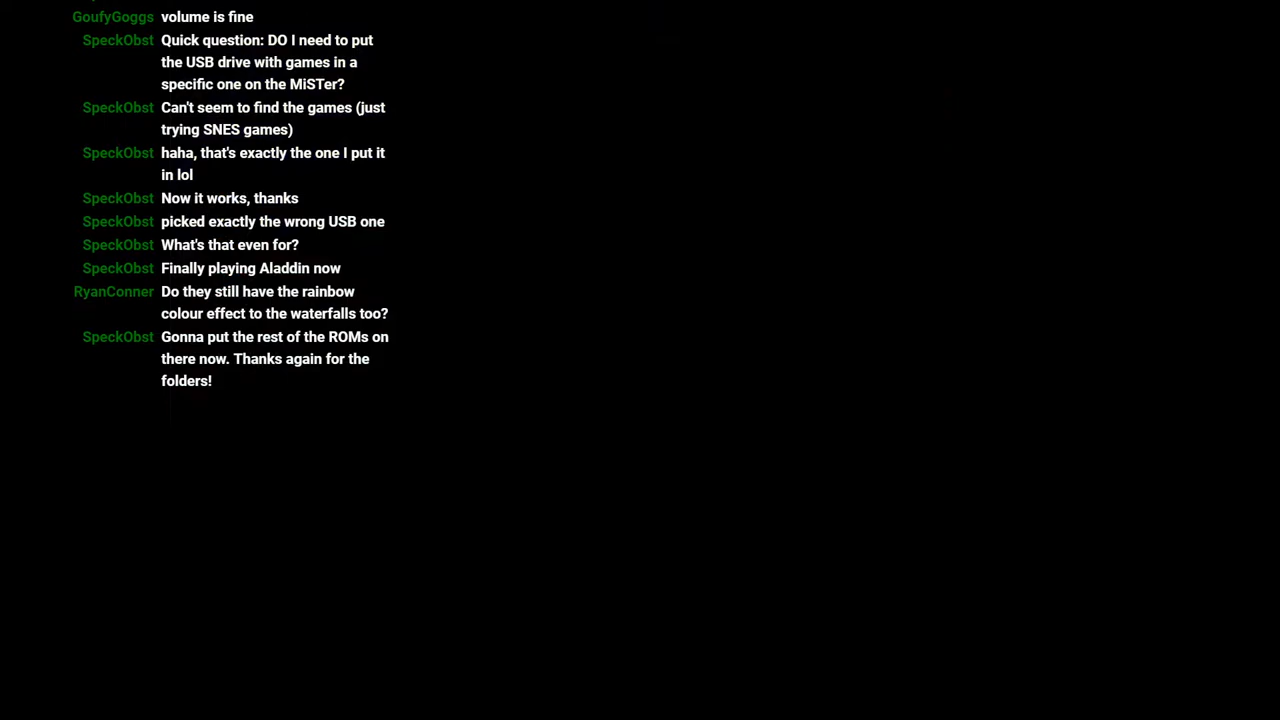 GoufyGoggs volume is fine
SpeckObst Quick question: DO I need to put
the USB drive with games in a
specific one on the MiSTer?
SpeckObst Can't seem to find the games (just
trying SNES games)
SpeckObst haha, that's exactly the one I put it
in lol
SpeckObst Now it works, thanks
SpeckObst picked exactly the wrong USB one
SpeckObst What's that even for?
SpeckObst Finally playing Aladdin now
RyanConner Do they still have the rainbow
colour effect to the waterfalls too?
SpeckObst Gonna put the rest of the ROMs on
there now. Thanks again for the
folders!